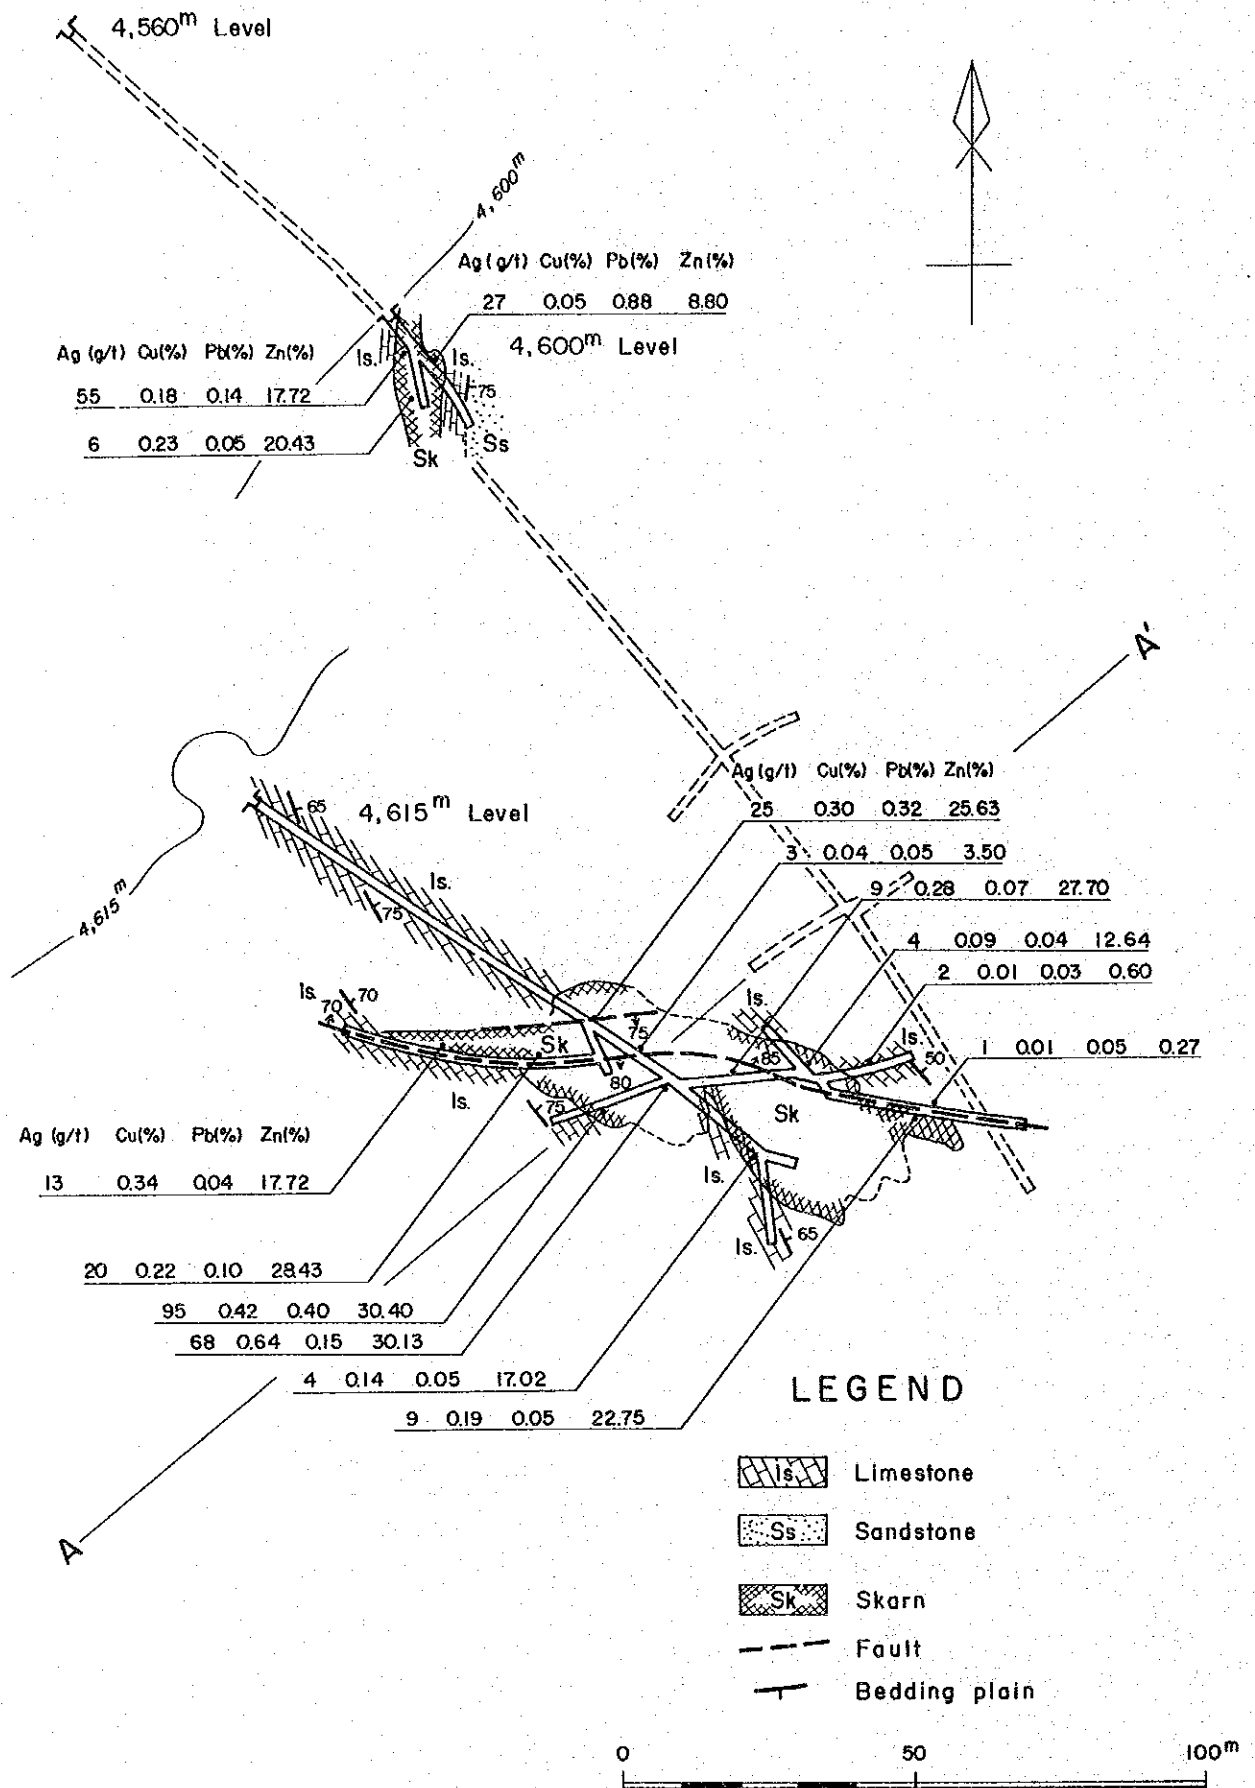 4,560m Level
4,600m
Ag (g/t) Cu(%) Pb(%) Zn(%)
27 0.05 0.88 8.80
4,600m Level
Ag (g/t) Cu(%) Pb(%) Zn(%)
55 0.18 0.14 17.72
6 0.23 0.05 20.43
ls.
ls.
75
Sk
Ss
A'
Ag (g/t) Cu(%) Pb(%) Zn(%)
25 0.30 0.32 25.63
3 0.04 0.05 3.50
9 0.28 0.07 27.70
4 0.09 0.04 12.64
2 0.01 0.03 0.60
1 0.01 0.05 0.27
65
4,615m Level
ls.
75
4,615m
ls.
70
70
Sk
75
ls.
85
ls.
50
80
75
ls.
Sk
ls.
ls.
65
Ag (g/t) Cu(%) Pb(%) Zn(%)
13 0.34 0.04 17.72
20 0.22 0.10 28.43
95 0.42 0.40 30.40
68 0.64 0.15 30.13
4 0.14 0.05 17.02
9 0.19 0.05 22.75
A
LEGEND
ls. Limestone
Ss Sandstone
Sk Skarn
Fault
Bedding plain
0 50 100m